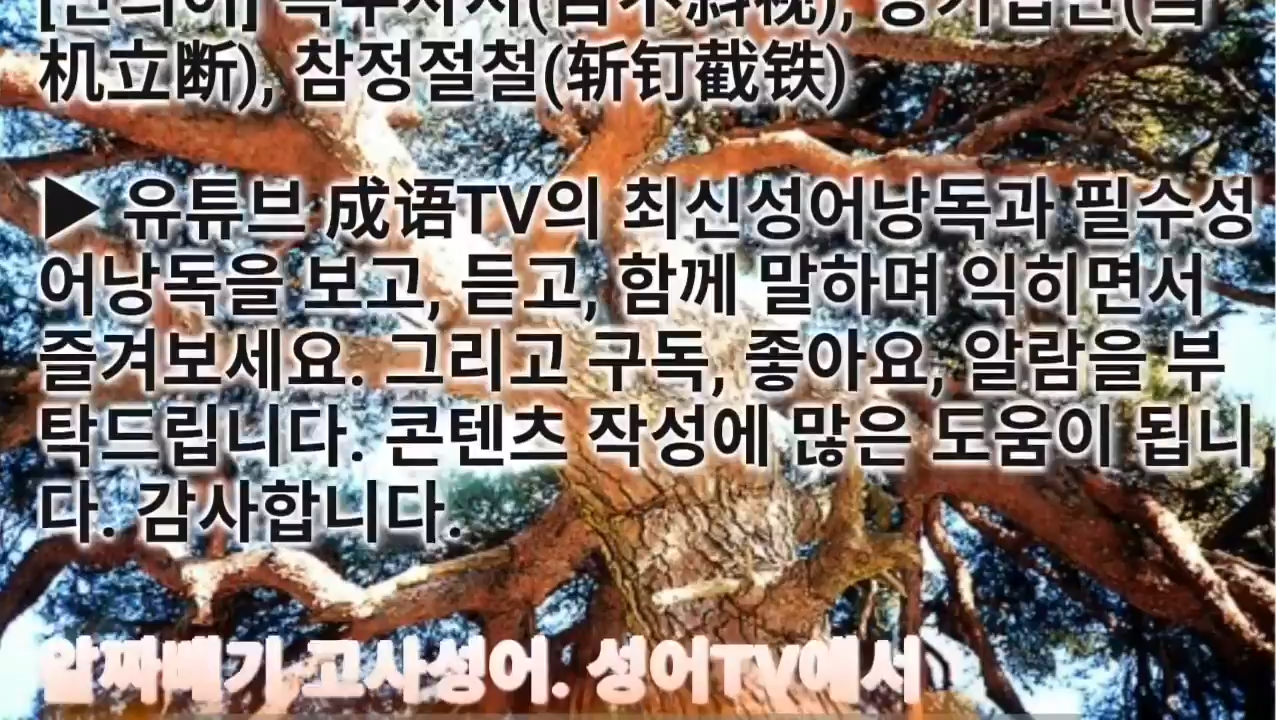 机立断), 참정절철(斩钉截铁)
▶ 유튜브 成语TV의 최신성어낭독과 필수성
어낭독을 보고, 듣고, 함께 말하며 익히면서
즐겨보세요. 그리고 구독, 좋아요, 알람을 부
탁드립니다. 콘텐츠 작성에 많은 도움이 됩니
다. 감사합니다.
알짜배기 고사성어. 성어TV에서